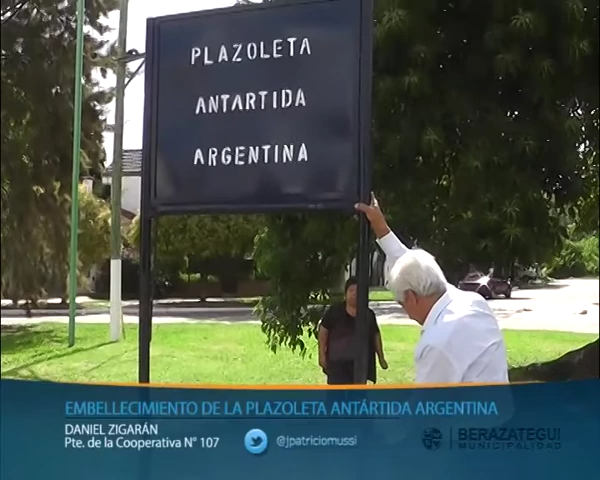 PLAZOLETA
ANTARTIDA
ARGENTINA
EMBELLECIMIENTO DE LA PLAZOLETA ANTÁRTIDA ARGENTINA
DANIEL ZIGARÁN
Pte. de la Cooperativa N° 107
@jpatriciomussi
BERAZATEGUI
MUNICIPALIDAD